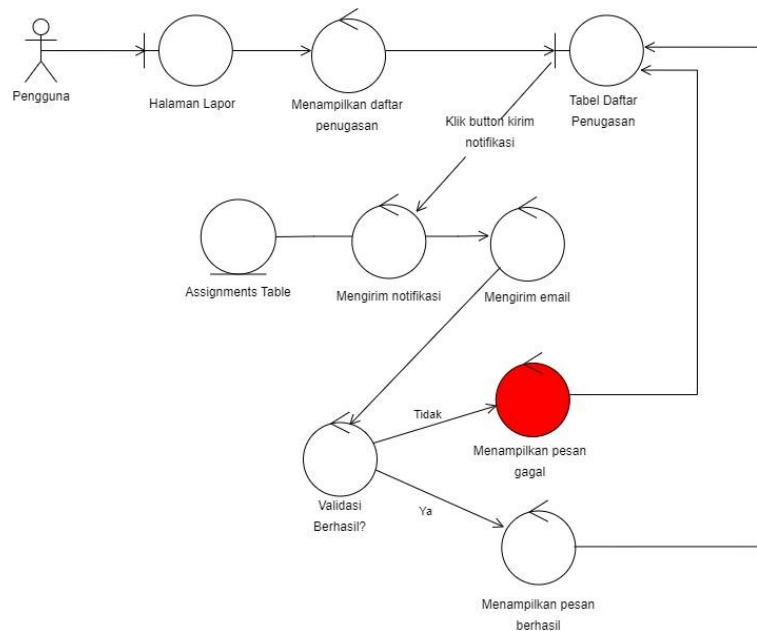 Pengguna
Halaman Lapor
Menampilkan daftar
penugasan
Tabel Daftar
Penugasan
Klik button kirim
notifikasi
Assignments Table
Mengirim notifikasi
Mengirim email
Tidak
Menampilkan pesan
gagal
Validasi
Berhasil?
Ya
Menampilkan pesan
berhasil